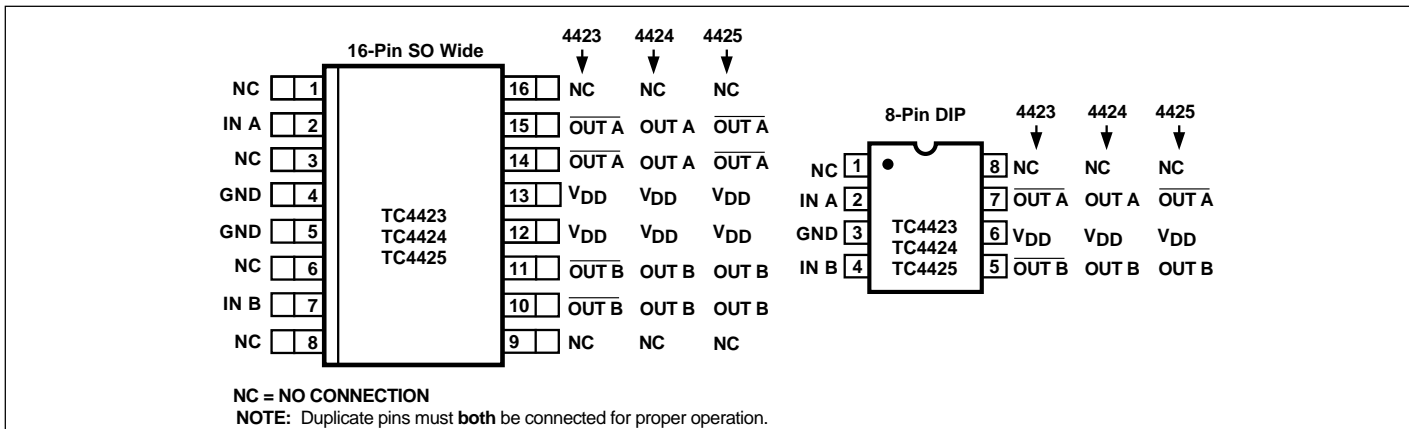 16-Pin SO Wide
4423 4424 4425
NC 1 16 NC NC NC
IN A 2 15 OUT A OUT A OUT A
NC 3 14 OUT A OUT A OUT A
GND 4 13 VDD VDD VDD
GND 5 12 VDD VDD VDD
NC 6 11 OUT B OUT B OUT B
IN B 7 10 OUT B OUT B OUT B
NC 8 9 NC NC NC
TC4423
TC4424
TC4425
8-Pin DIP
4423 4424 4425
NC 1 8 NC NC NC
IN A 2 7 OUT A OUT A OUT A
GND 3 6 VDD VDD VDD
IN B 4 5 OUT B OUT B OUT B
TC4423
TC4424
TC4425
NC = NO CONNECTION
NOTE: Duplicate pins must both be connected for proper operation.